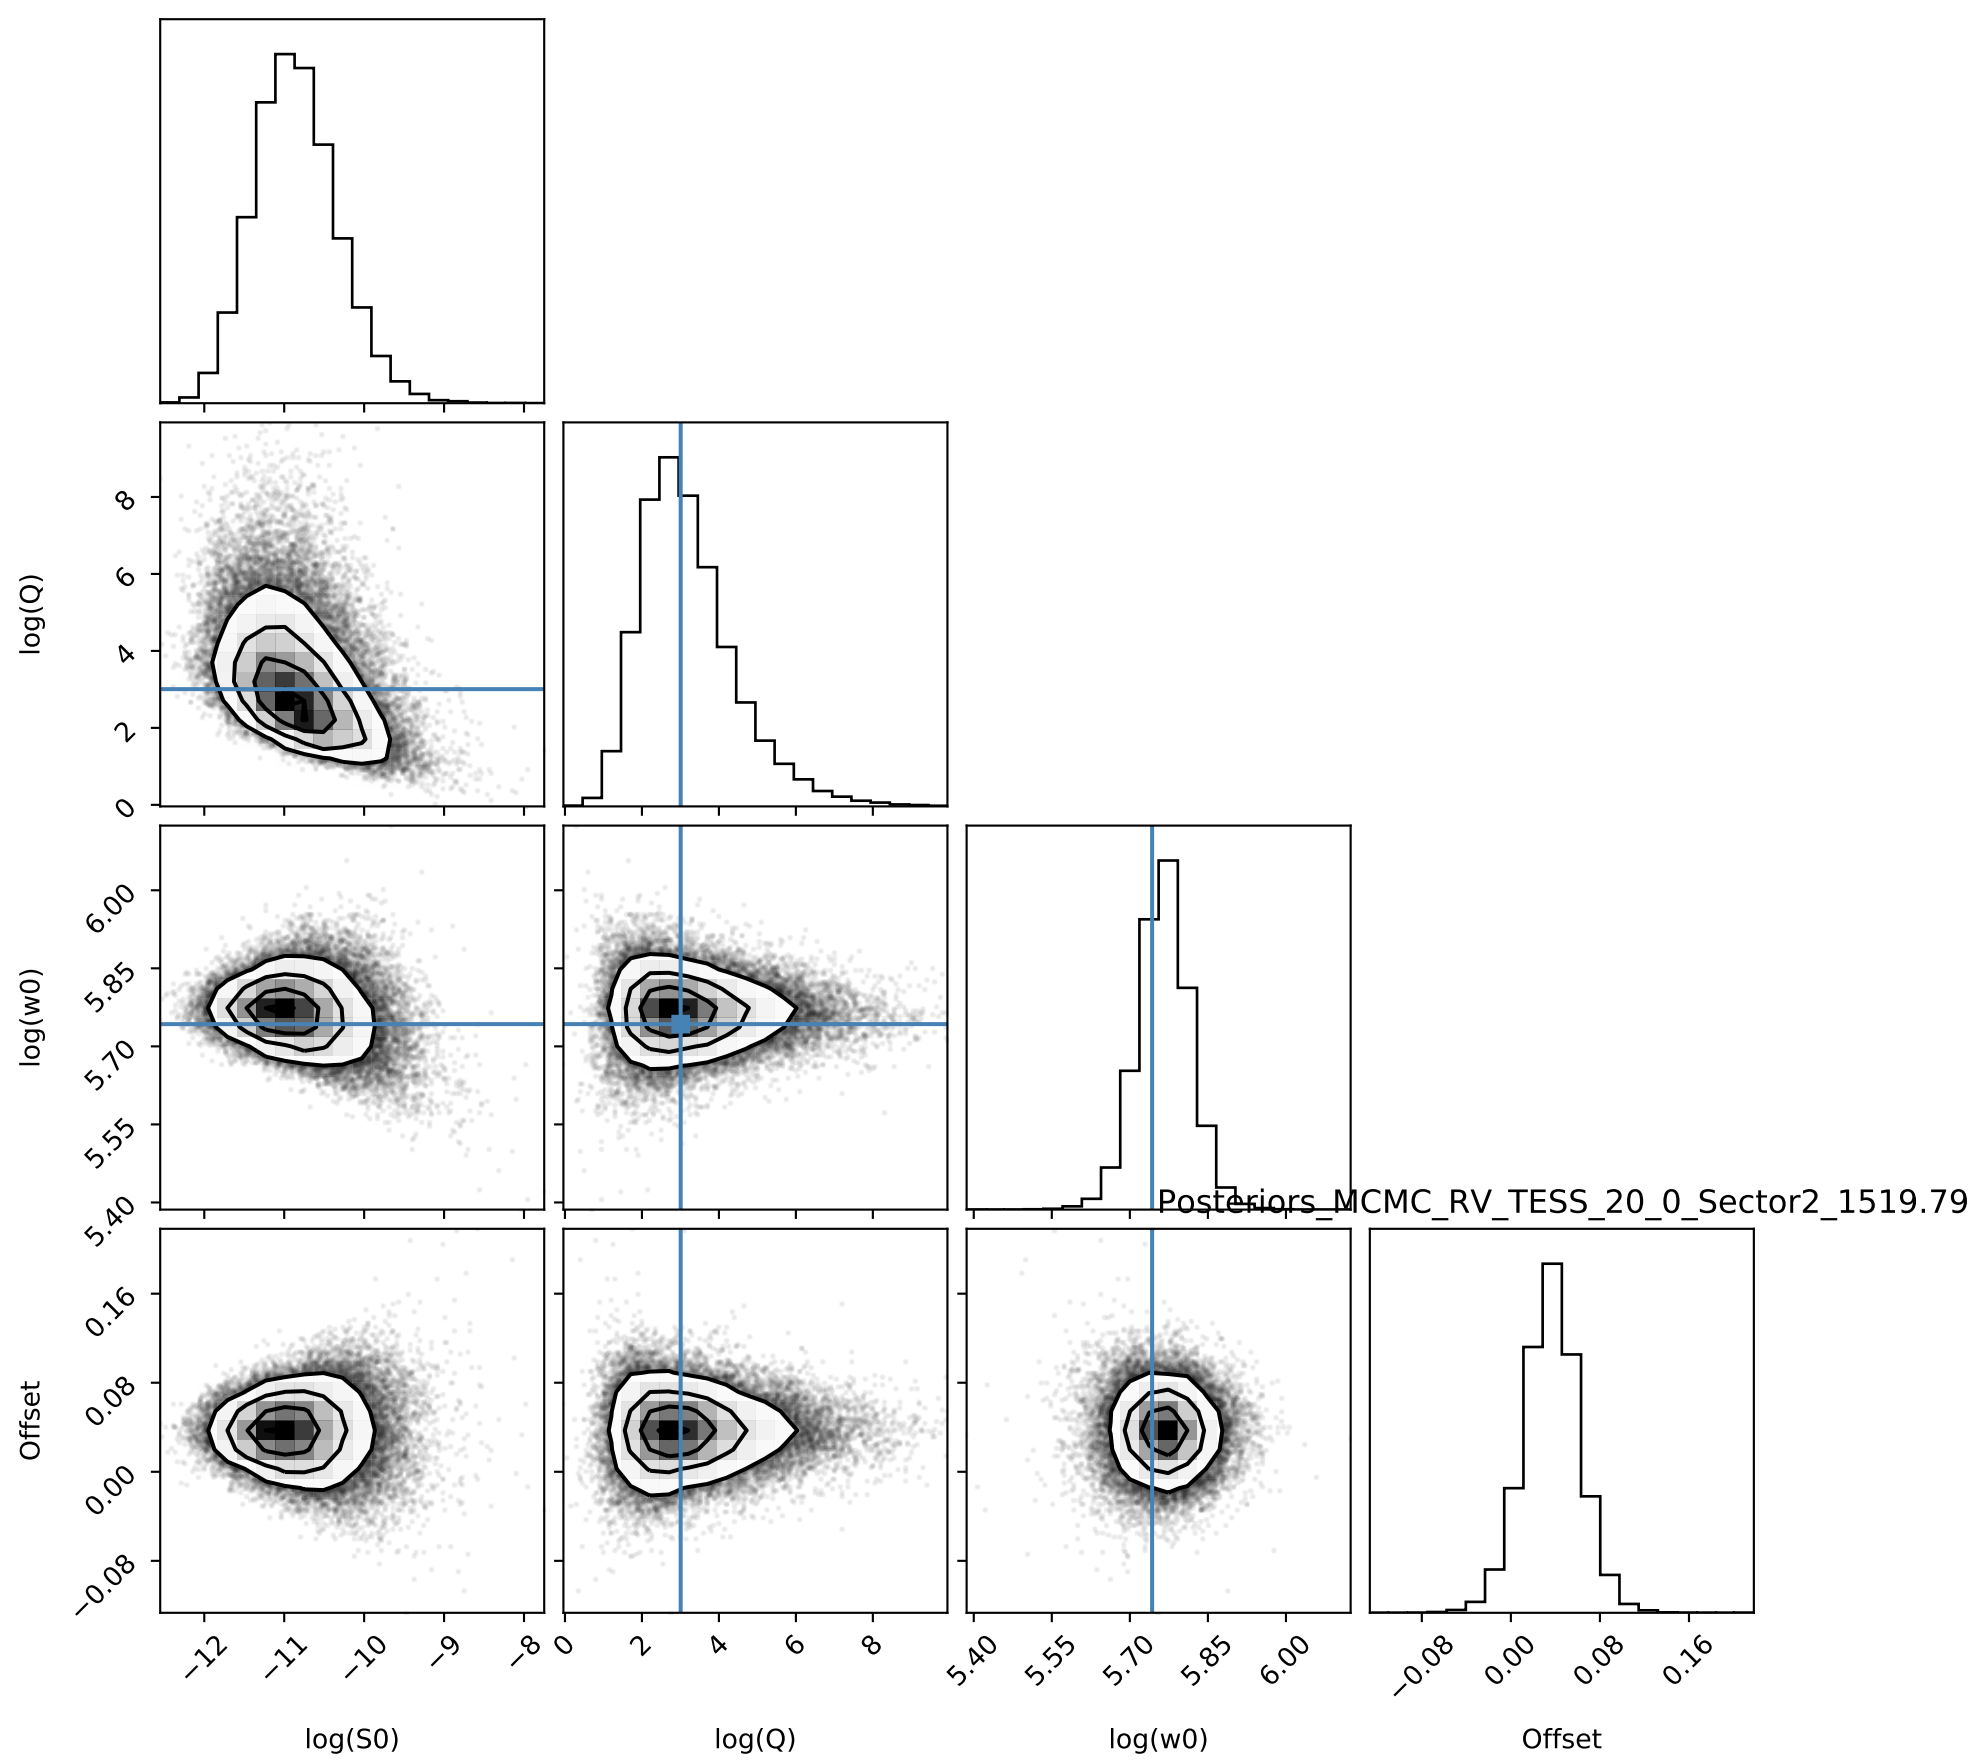 log(Q)
8
6
4
2
0
log(w0)
6.00
5.85
5.70
5.55
5.40
Posteriors_MCMC_RV_TESS_20_0_Sector2_1519.79
Offset
0.16
0.08
0.00
−0.08
−12 −11 −10 −9 −8
0 2 4 6 8
5.40 5.55 5.70 5.85 6.00
−0.08 0.00 0.08 0.16
log(S0) log(Q) log(w0) Offset